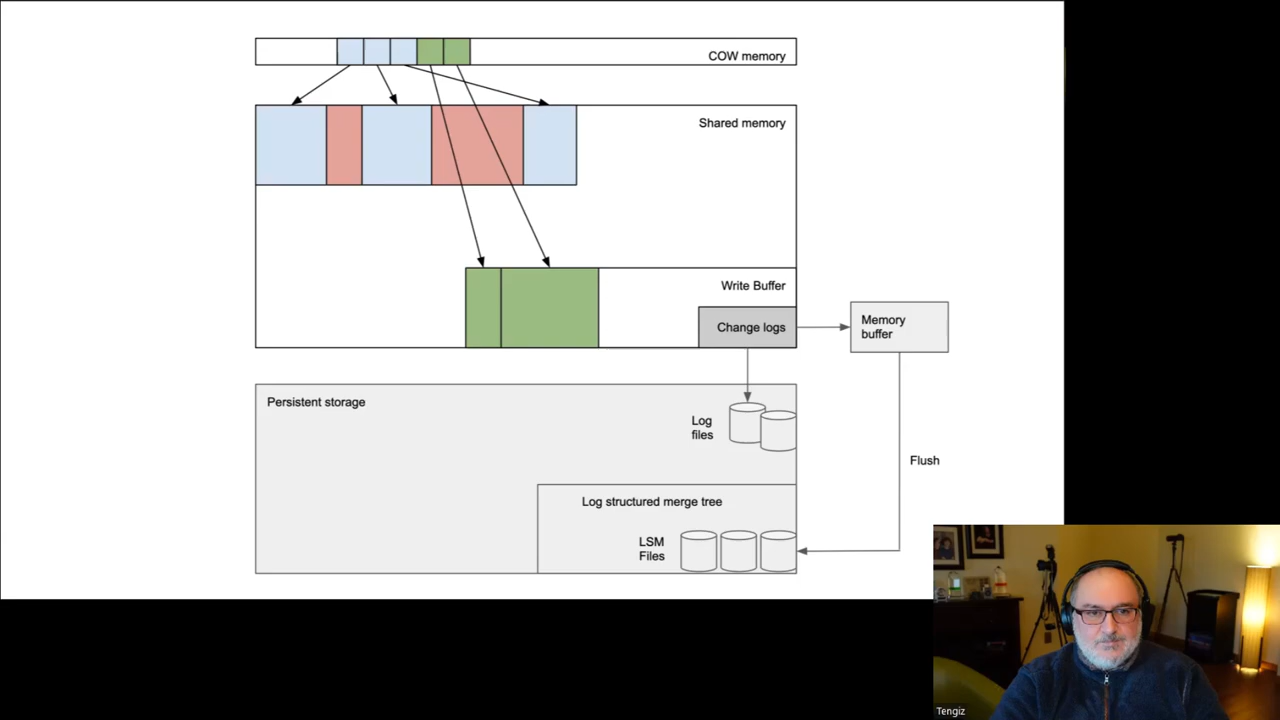 COW memory
Shared memory
Write Buffer
Change logs
Memory
buffer
Persistent storage
Log
files
Flush
Log structured merge tree
LSM
Files
Tengiz